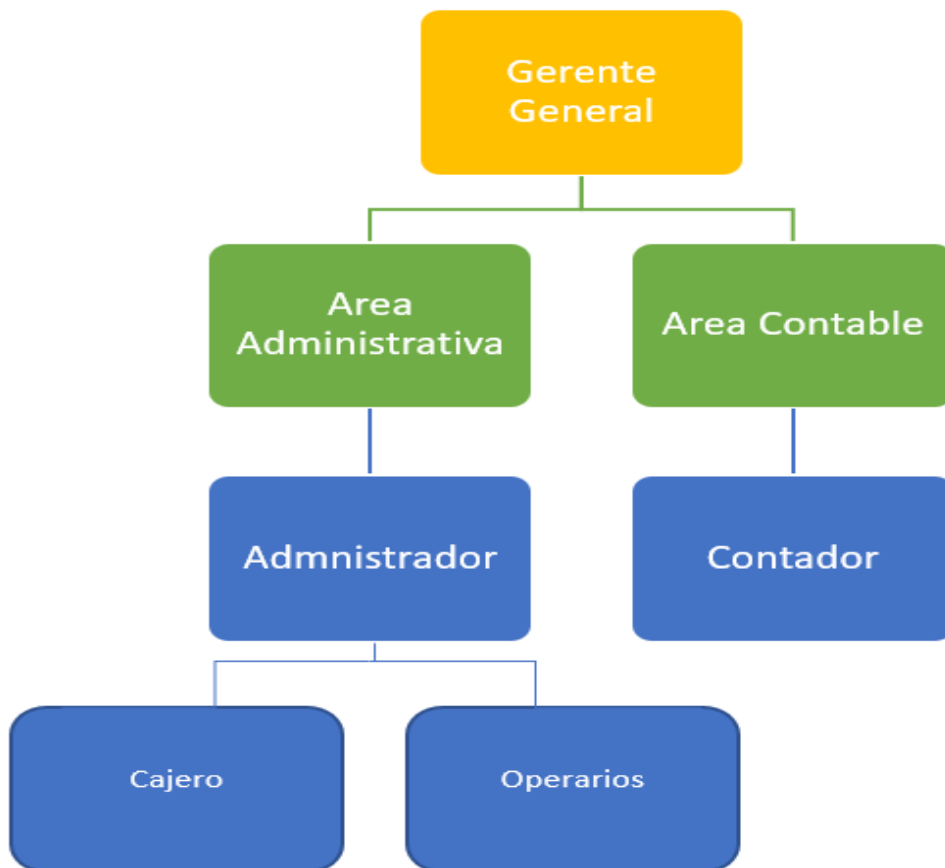 Gerente
General
Area
Administrativa
Area Contable
Admnistrador
Contador
Cajero
Operarios